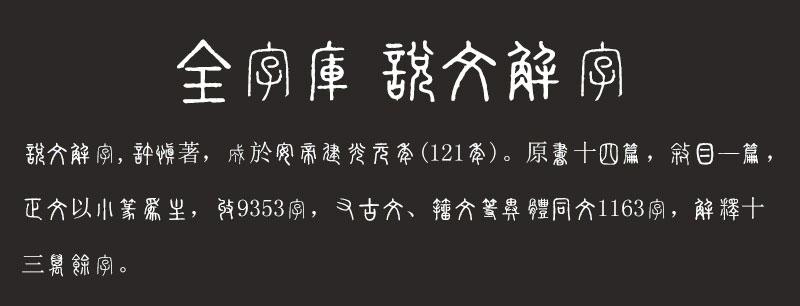 全字庫 說文解字
說文解字,許慎著，成於安帝建光元年(121年)。原書十四篇，敘目一篇，
正文以小篆為主，收9353字，又古文、籀文等異體同文1163字，解釋十
三萬餘字。